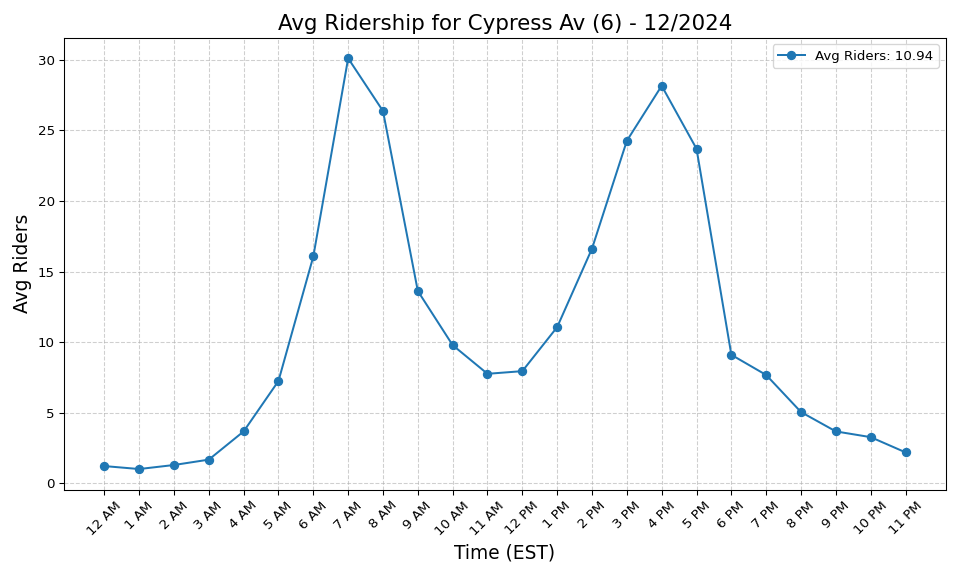 Avg Ridership for Cypress Av (6) - 12/2024
Avg Riders: 10.94
Avg Riders
30
25
20
15
10
5
0
12 AM
1 AM
2 AM
3 AM
4 AM
5 AM
6 AM
7 AM
8 AM
9 AM
10 AM
11 AM
12 PM
1 PM
2 PM
3 PM
4 PM
5 PM
6 PM
7 PM
8 PM
9 PM
10 PM
11 PM
Time (EST)